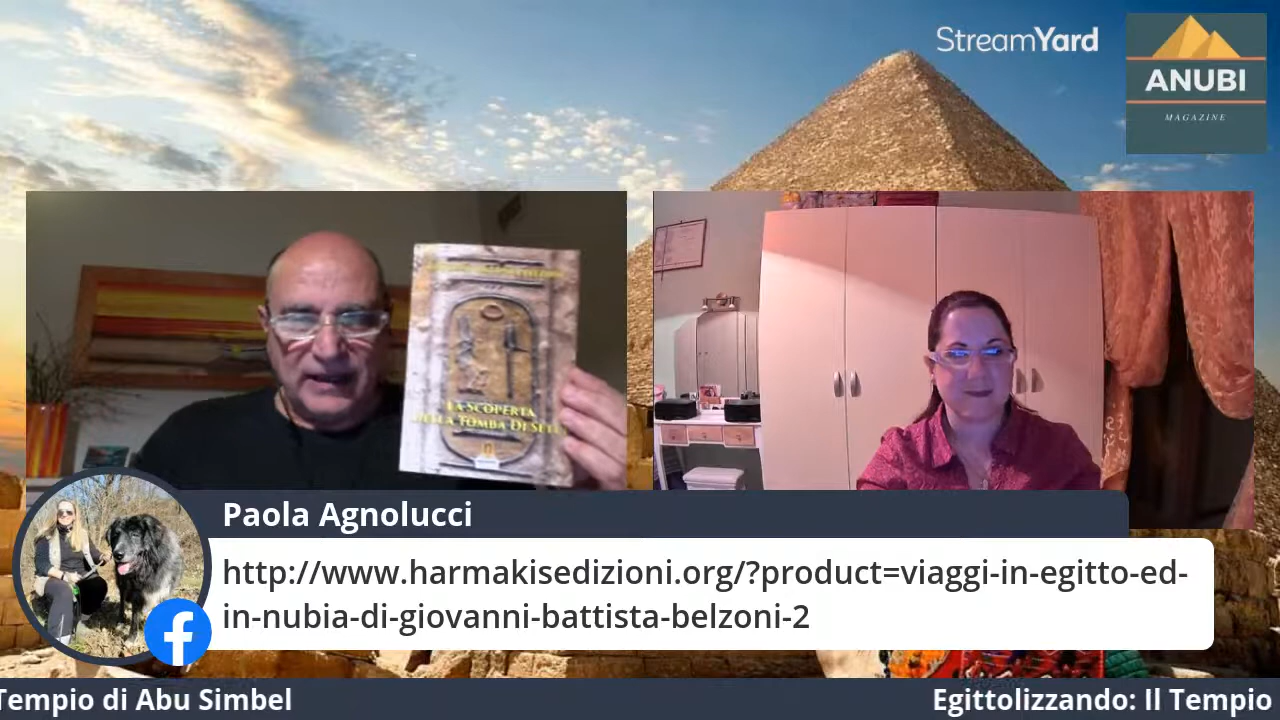 StreamYard
ANUBI
MAGAZINE
LA SCOPERTA
DELLA TOMBA DI SETI
Paola Agnolucci
http://www.harmakisedizioni.org/?product=viaggi-in-egitto-ed-
in-nubia-di-giovanni-battista-belzoni-2
Tempio di Abu Simbel
Egittolizzando: Il Tempio